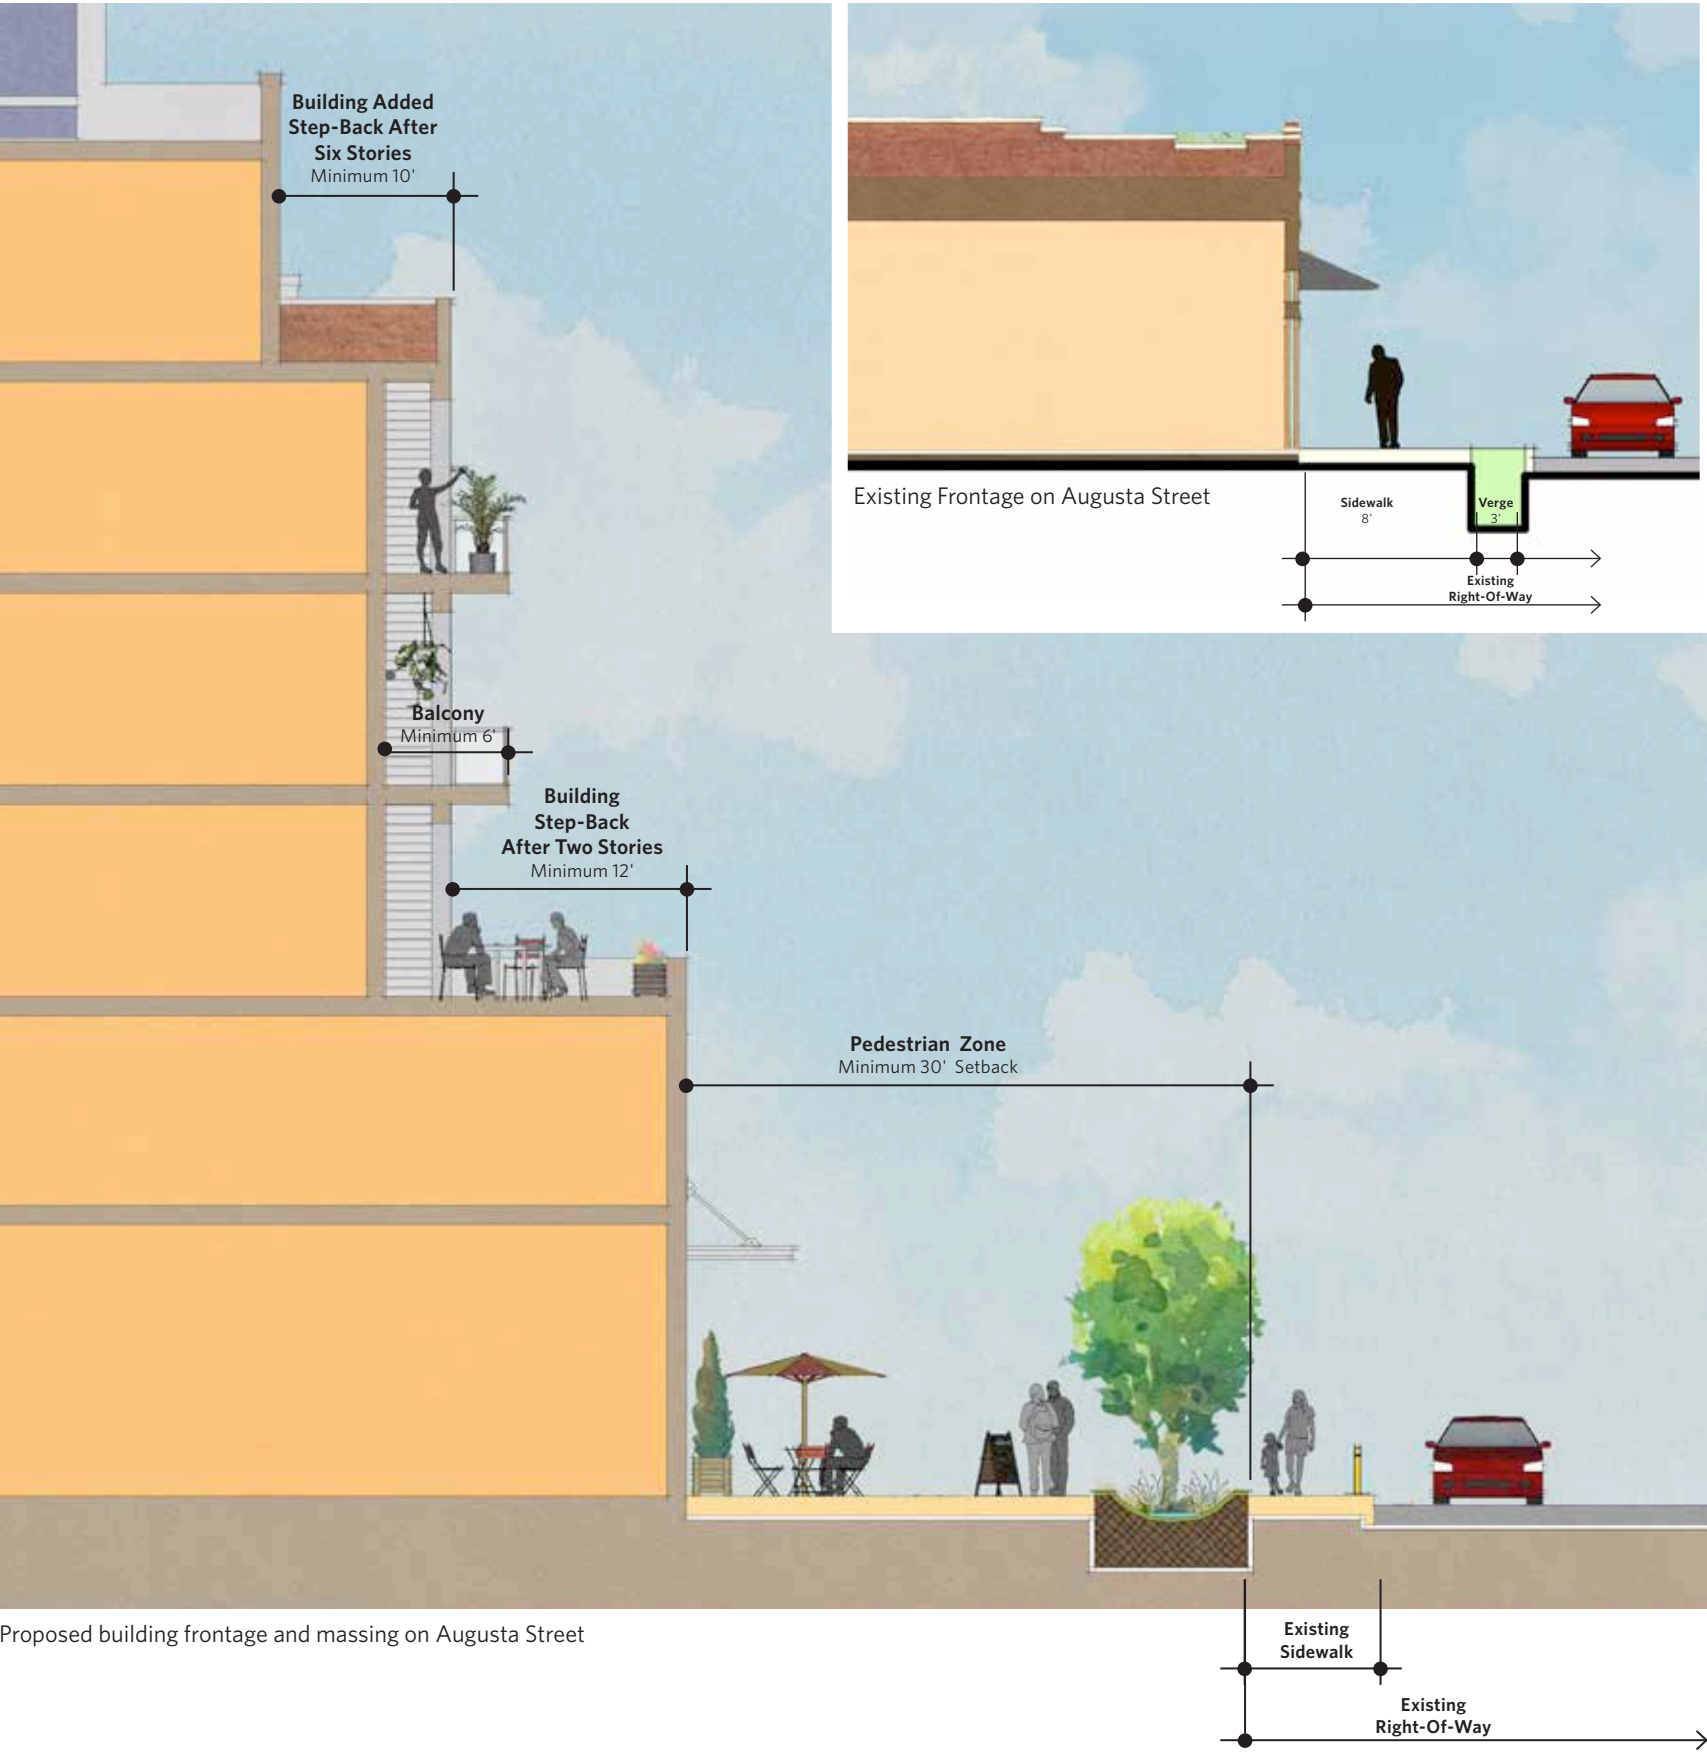 Building Added
Step-Back After
Six Stories
Minimum 10'
Existing Frontage on Augusta Street
Sidewalk
8'
Verge
3'
Existing
Right-Of-Way
Balcony
Minimum 6'
Building
Step-Back
After Two Stories
Minimum 12'
Pedestrian Zone
Minimum 30' Setback
Proposed building frontage and massing on Augusta Street
Existing
Sidewalk
Existing
Right-Of-Way